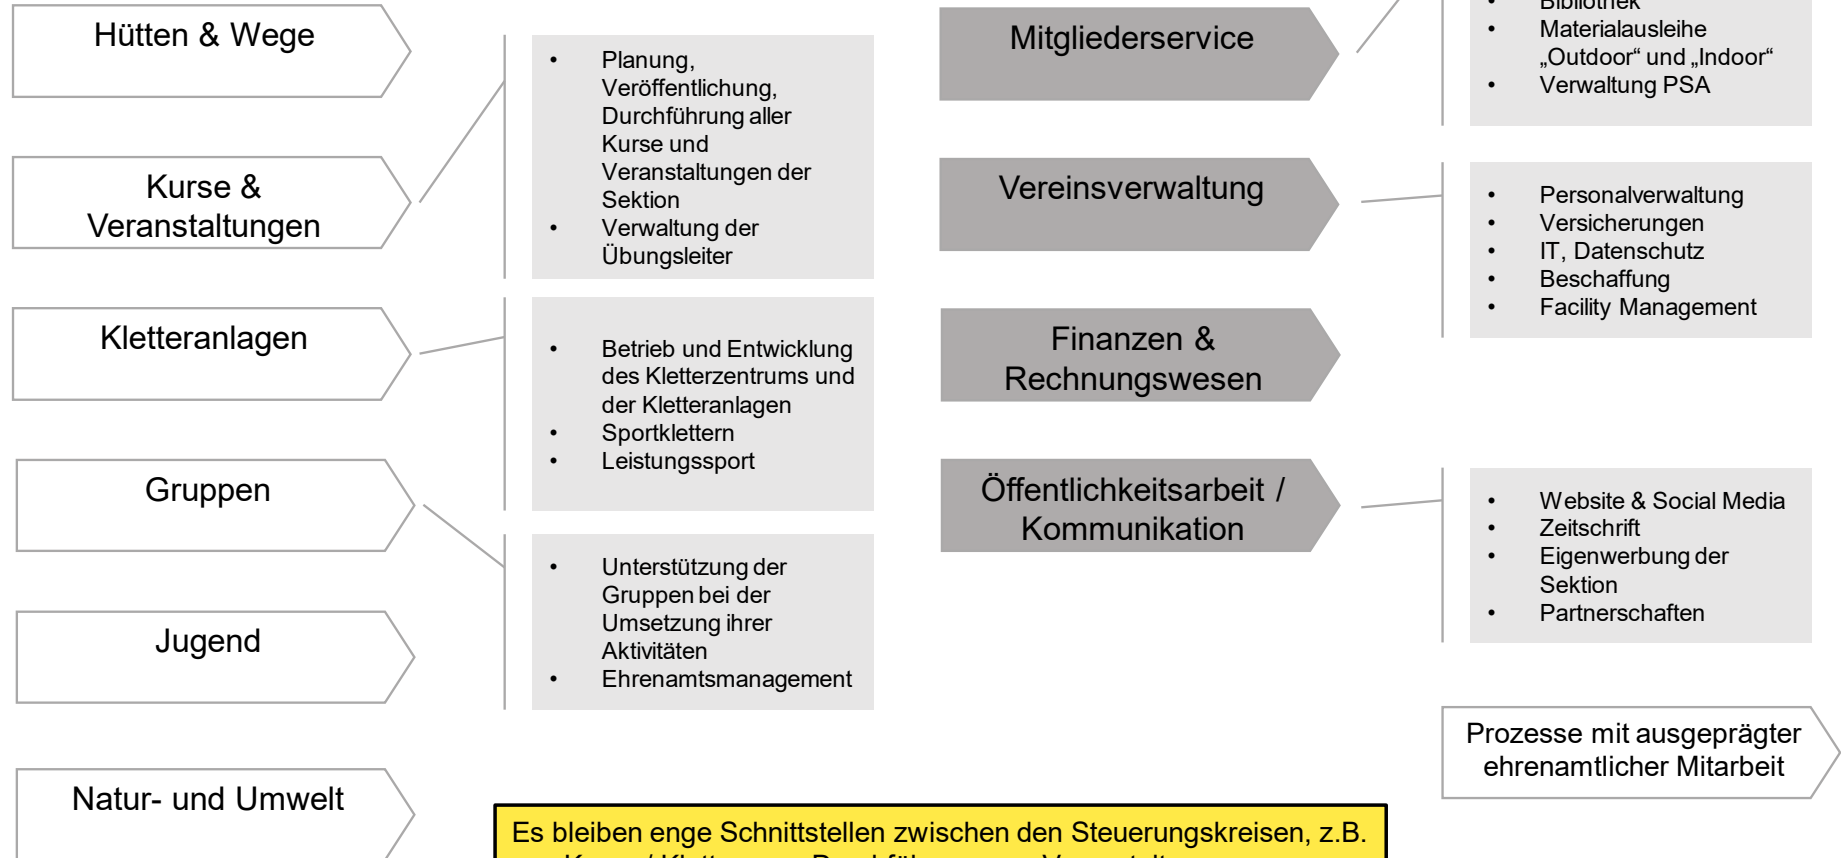 Hütten & Wege
Kurse &
Veranstaltungen
• Planung,
Veröffentlichung,
Durchführung aller
Kurse und
Veranstaltungen der
Sektion
• Verwaltung der
Übungsleiter
Kletteranlagen
• Betrieb und Entwicklung
des Kletterzentrums und
der Kletteranlagen
• Sportklettern
• Leistungssport
Gruppen
• Unterstützung der
Gruppen bei der
Umsetzung ihrer
Aktivitäten
• Ehrenamtsmanagement
Jugend
Natur- und Umwelt
Mitgliederservice
• Bibliothek
• Materialausleihe
„Outdoor“ und „Indoor“
• Verwaltung PSA
Vereinsverwaltung
• Personalverwaltung
• Versicherungen
• IT, Datenschutz
• Beschaffung
• Facility Management
Finanzen &
Rechnungswesen
Öffentlichkeitsarbeit /
Kommunikation
• Website & Social Media
• Zeitschrift
• Eigenwerbung der
Sektion
• Partnerschaften
Prozesse mit ausgeprägter
ehrenamtlicher Mitarbeit
Es bleiben enge Schnittstellen zwischen den Steuerungskreisen, z.B.